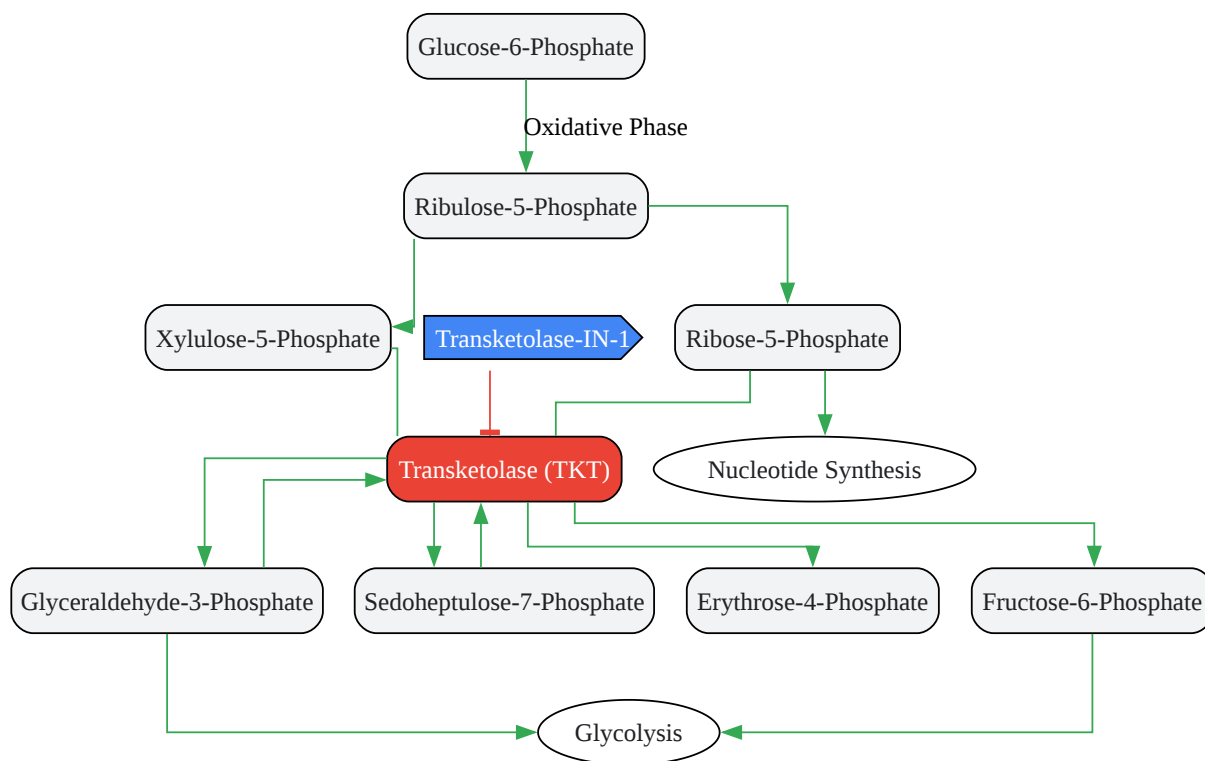 Glucose-6-Phosphate
Oxidative Phase
Ribulose-5-Phosphate
Xylulose-5-Phosphate
Transketolase-IN-1
Ribose-5-Phosphate
Transketolase (TKT)
Nucleotide Synthesis
Glyceraldehyde-3-Phosphate
Sedoheptulose-7-Phosphate
Erythrose-4-Phosphate
Fructose-6-Phosphate
Glycolysis